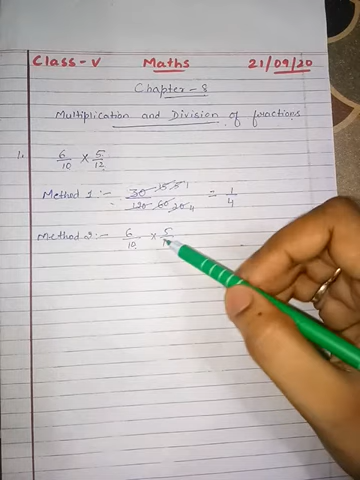 Class-V Maths 21/09/20
Chapter-8
Multiplication and Division of fractions
1. 6/10 × 5/12
Method 1:- 30 15 5 1 / 120 60 20 4 = 1/4
Method 2:- 6/10 × 5